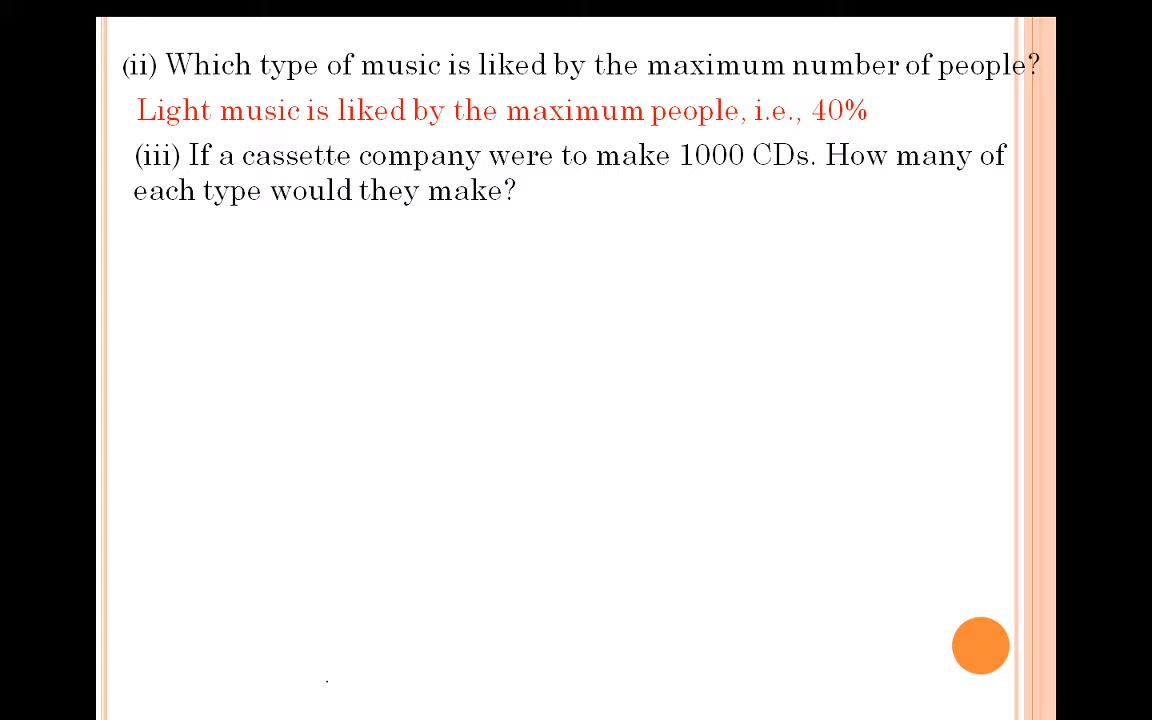 (ii) Which type of music is liked by the maximum number of people?
Light music is liked by the maximum people, i.e., 40%
(iii) If a cassette company were to make 1000 CDs. How many of
each type would they make?
.